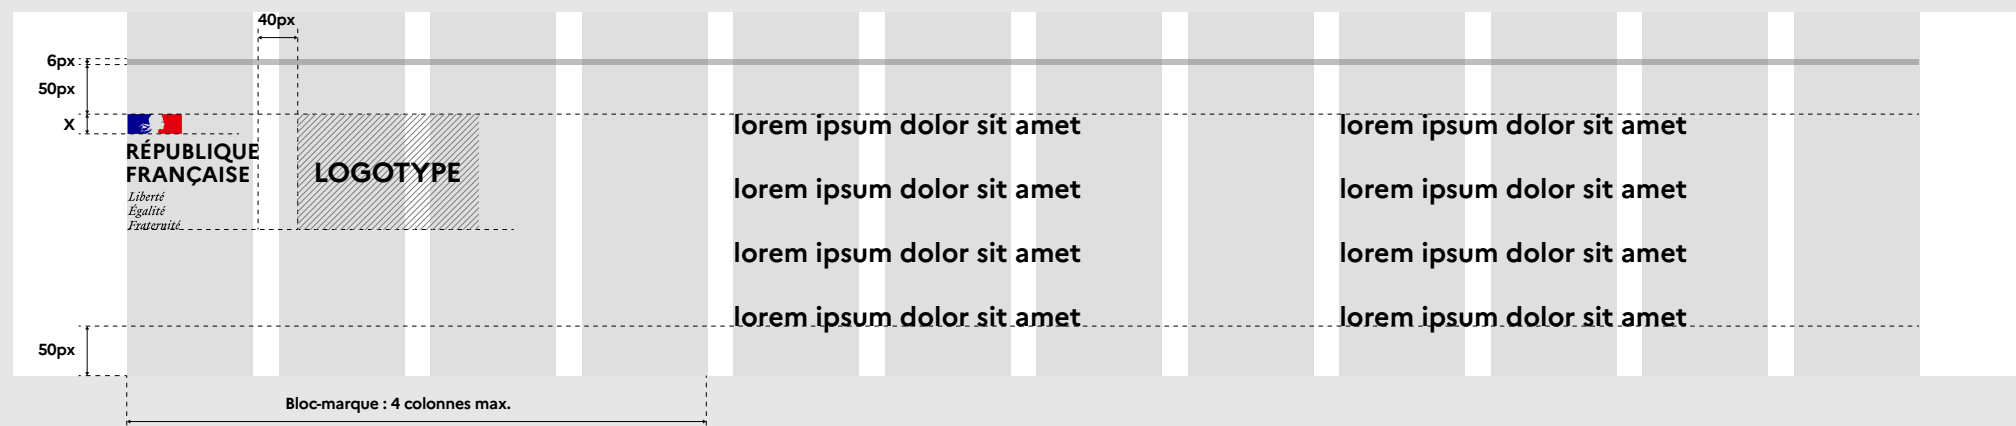 40px
6px
50px
X
RÉPUBLIQUE
FRANÇAISE
Liberté
Égalité
Fraternité
LOGOTYPE
lorem ipsum dolor sit amet
lorem ipsum dolor sit amet
lorem ipsum dolor sit amet
lorem ipsum dolor sit amet
lorem ipsum dolor sit amet
lorem ipsum dolor sit amet
lorem ipsum dolor sit amet
lorem ipsum dolor sit amet
50px
Bloc-marque : 4 colonnes max.